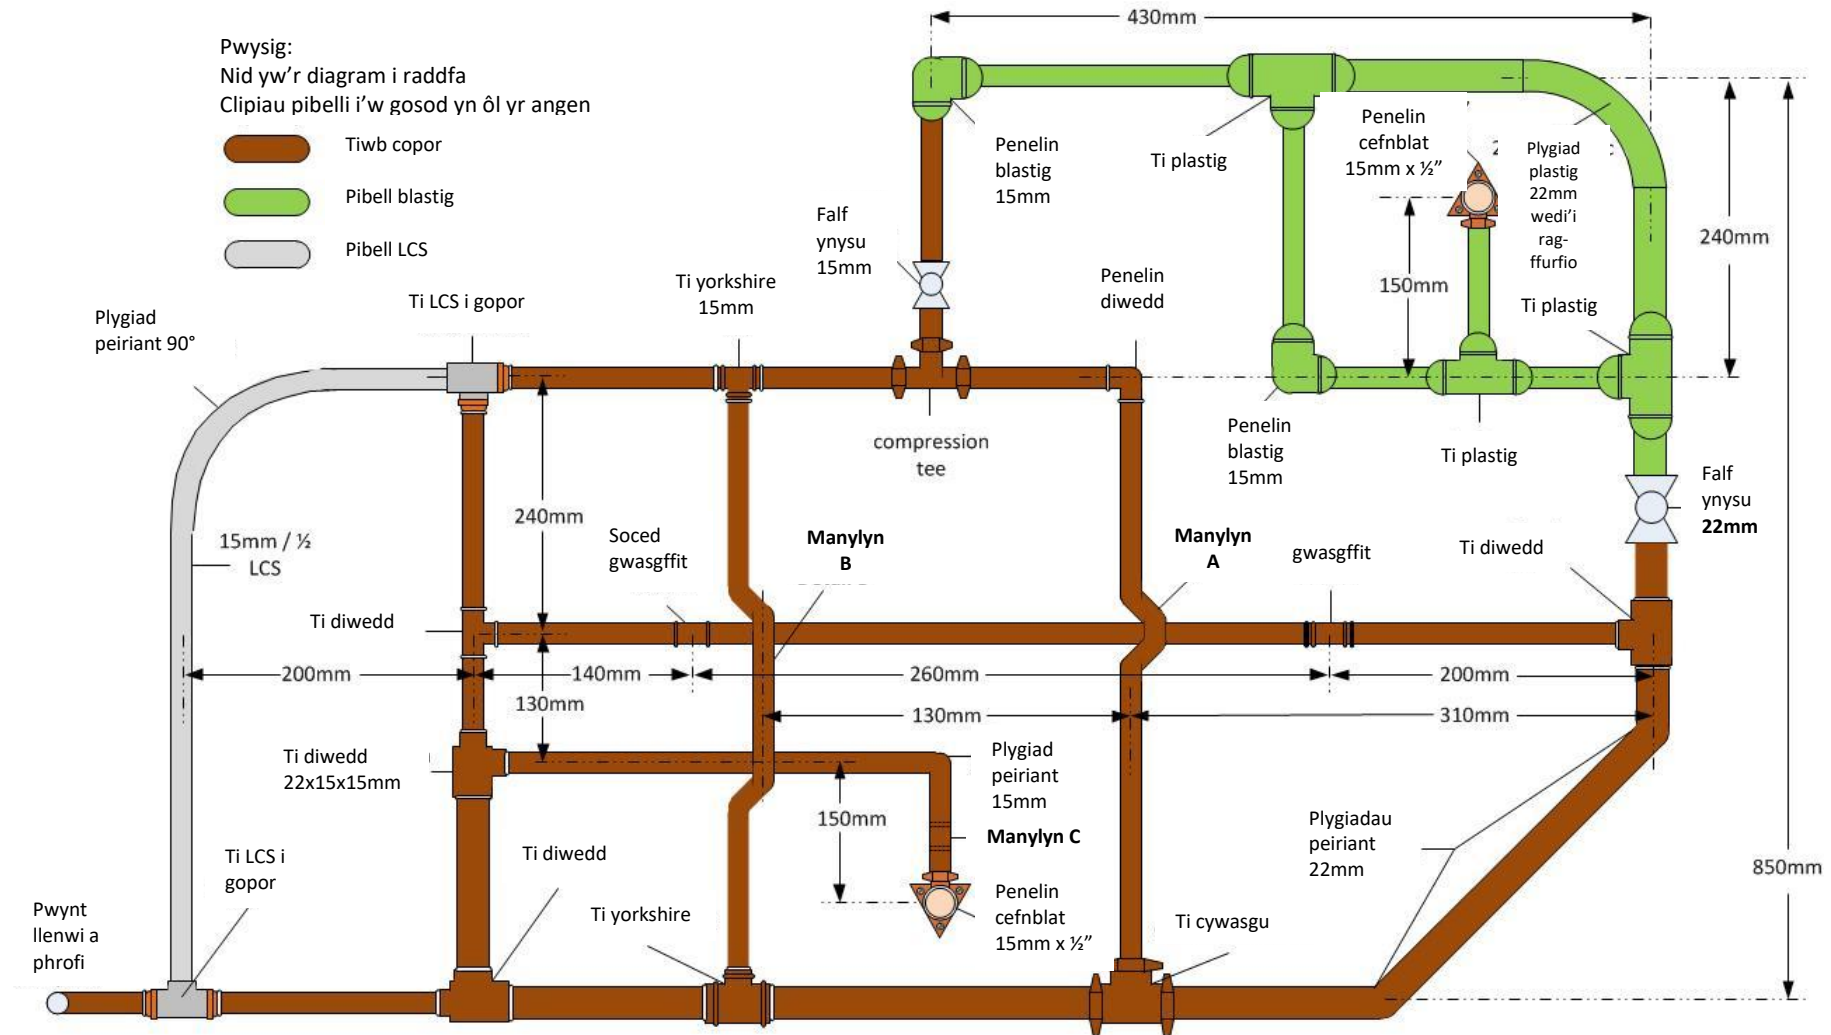 Pwysig:
Nid yw’r diagram i raddfa
Clipiau pibelli i’w gosod yn ôl yr angen
Tiwb copor
Pibell blastig
Pibell LCS
430mm
Penelin
blastig
15mm
Ti plastig
Penelin
cefnblat
15mm x ½”
Plygiad
plastig
22mm
wedi’i
rag-
ffurfio
240mm
150mm
Ti plastig
Falf
ynysu
15mm
Penelin
diwedd
Ti yorkshire
15mm
Ti LCS i gopor
Plygiad
peiriant 90°
compression
tee
Penelin
blastig
15mm
Ti plastig
Falf
ynysu
22mm
15mm / ½
LCS
240mm
Soced
gwasgffit
Manylyn
B
Manylyn
A
gwasgffit
Ti diwedd
Ti diwedd
200mm
140mm
260mm
200mm
130mm
130mm
310mm
Ti diwedd
22x15x15mm
Plygiad
peiriant
15mm
150mm
Manylyn C
Plygiadau
peiriant
22mm
850mm
Ti LCS i
gopor
Ti diwedd
Ti yorkshire
Penelin
cefnblat
15mm x ½”
Ti cywasgu
Pwynt
llenwi a
phrofi